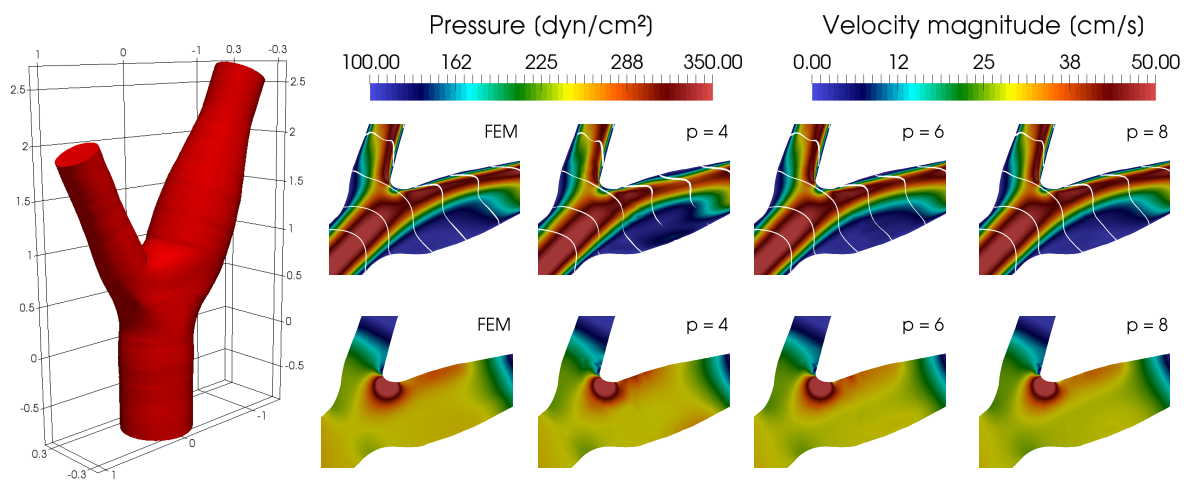 Pressure (dyn/cm²)
100.00 162 225 288 350.00
Velocity magnitude (cm/s)
0.00 12 25 38 50.00
1 0 -1 0.3 -0.3
2.5 2.5
2 2
1.5 1.5
1 1
0.5 0.5
0 0
-0.5 -0.5
0.3 -0.3 1 0 -1
FEM p = 4 p = 6 p = 8
FEM p = 4 p = 6 p = 8